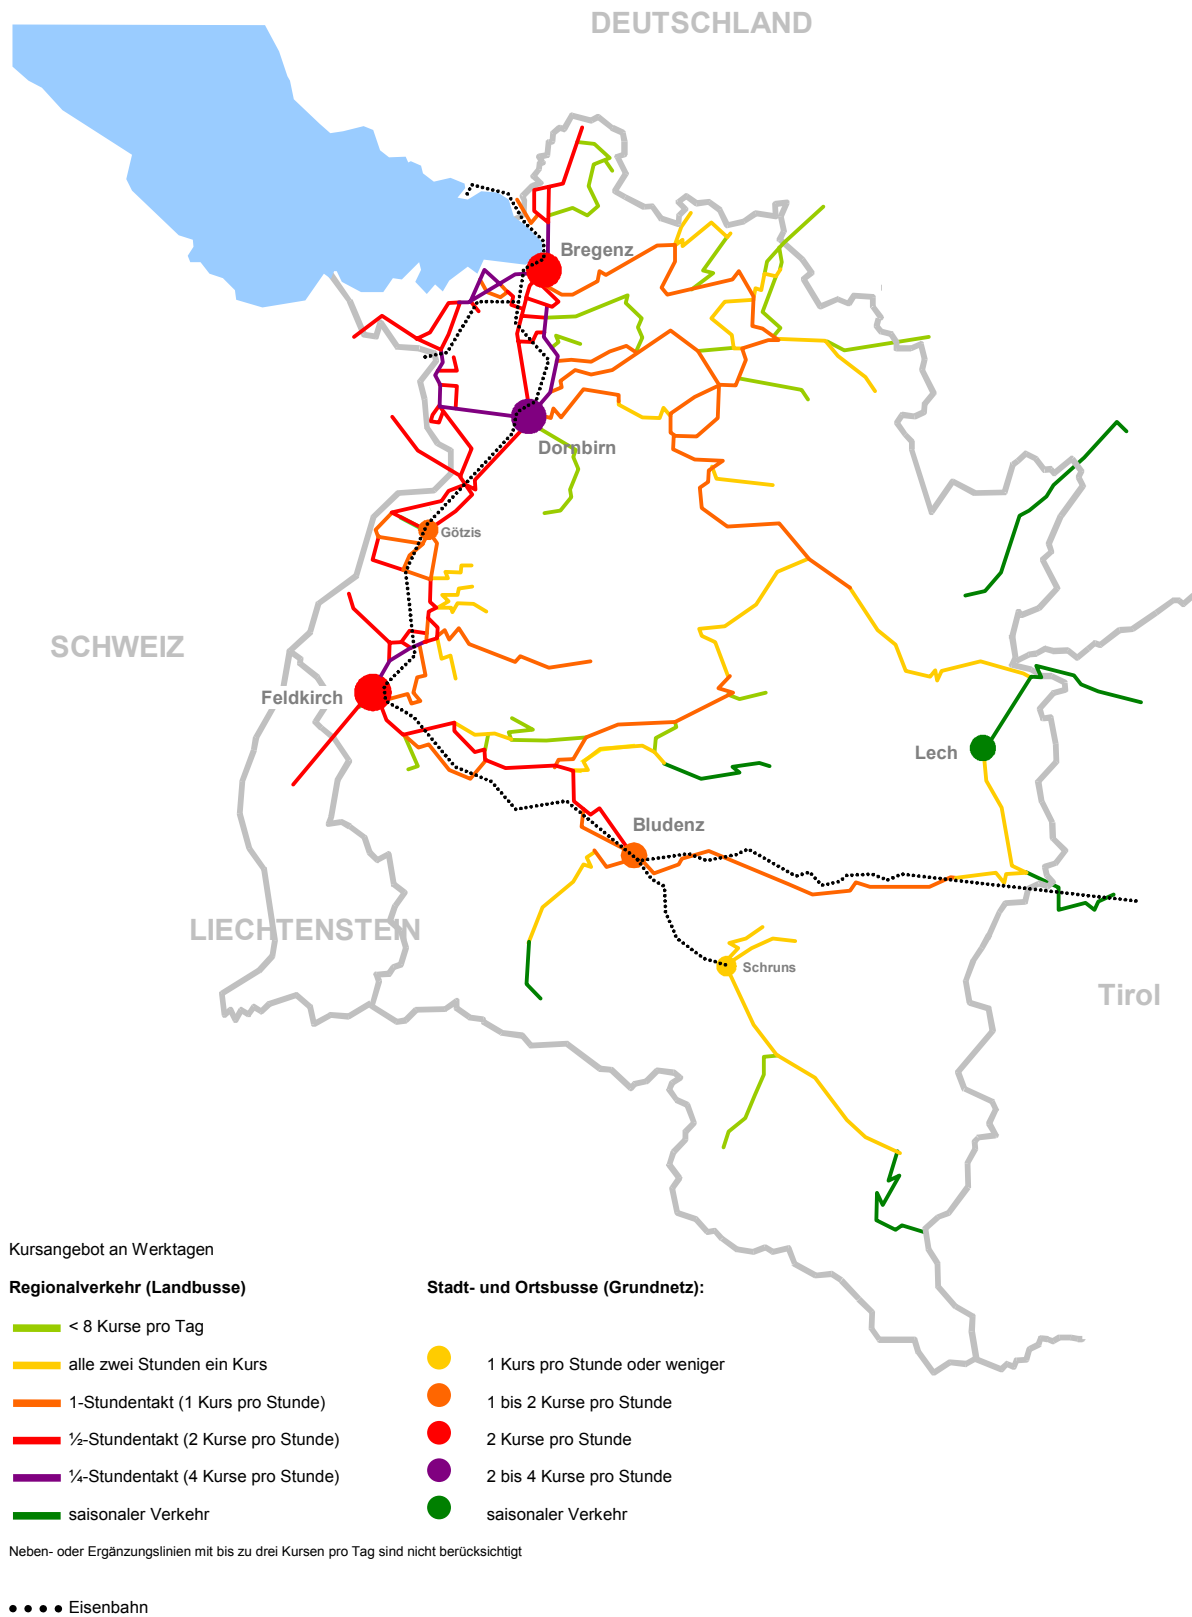 DEUTSCHLAND
Bregenz
Dornbirn
Götzis
SCHWEIZ
Feldkirch
Lech
Bludenz
LIECHTENSTEIN
Schruns
Tirol
Kursangebot an Werktagen
Regionalverkehr (Landbusse)
< 8 Kurse pro Tag
alle zwei Stunden ein Kurs
1-Stundentakt (1 Kurs pro Stunde)
½-Stundentakt (2 Kurse pro Stunde)
¼-Stundentakt (4 Kurse pro Stunde)
saisonaler Verkehr
Stadt- und Ortsbusse (Grundnetz):
1 Kurs pro Stunde oder weniger
1 bis 2 Kurse pro Stunde
2 Kurse pro Stunde
2 bis 4 Kurse pro Stunde
saisonaler Verkehr
Neben- oder Ergänzungslinien mit bis zu drei Kursen pro Tag sind nicht berücksichtigt
Eisenbahn